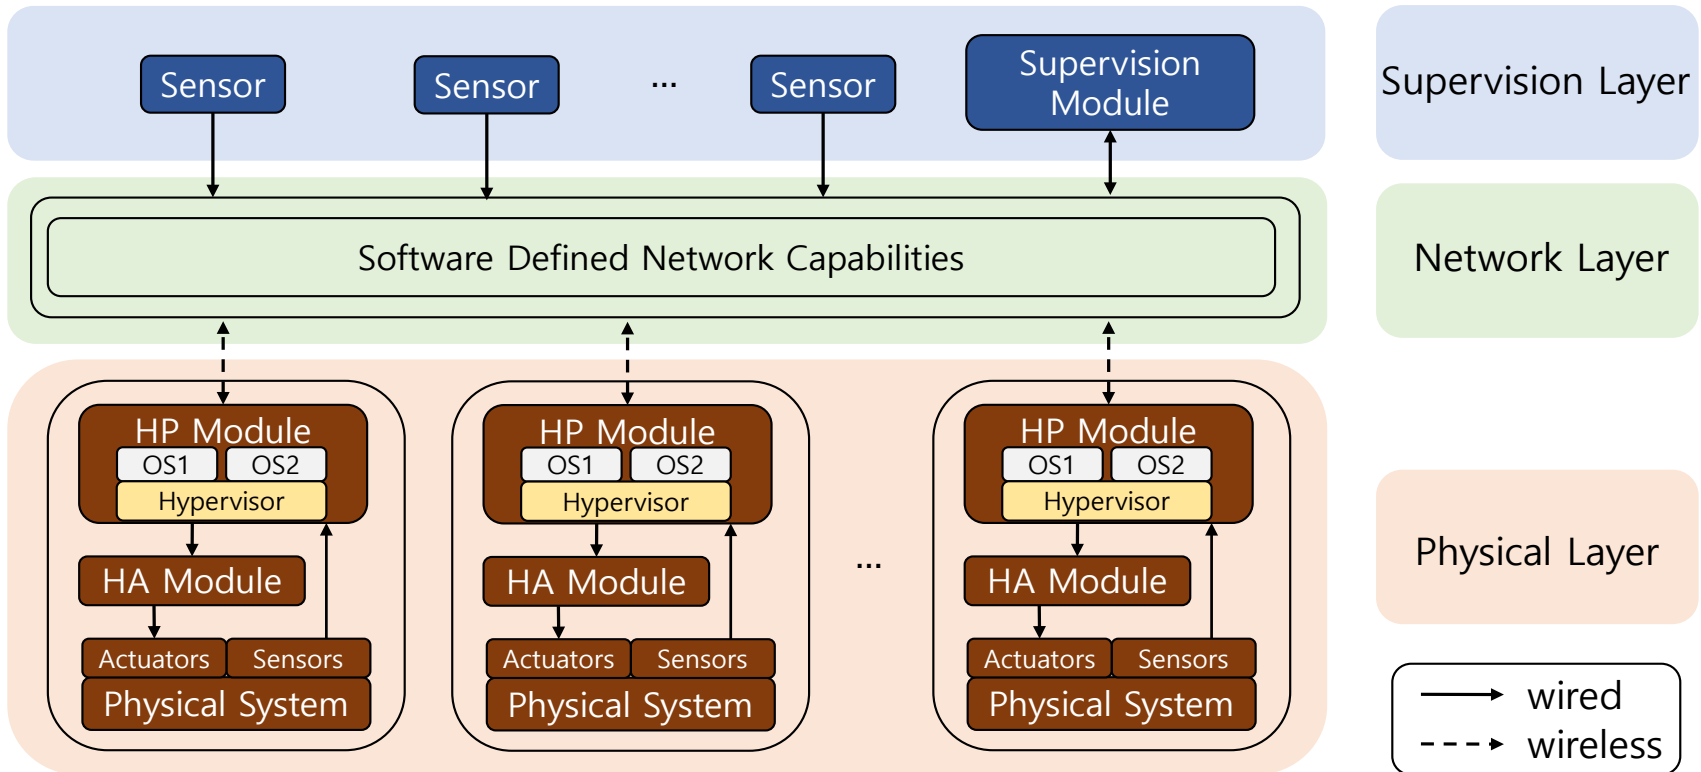 Sensor
Sensor
...
Sensor
Supervision
Module
Supervision Layer
Software Defined Network Capabilities
Network Layer
HP Module
OS1
OS2
Hypervisor
HA Module
Actuators
Sensors
Physical System
HP Module
OS1
OS2
Hypervisor
HA Module
Actuators
Sensors
Physical System
...
HP Module
OS1
OS2
Hypervisor
HA Module
Actuators
Sensors
Physical System
Physical Layer
wired
wireless